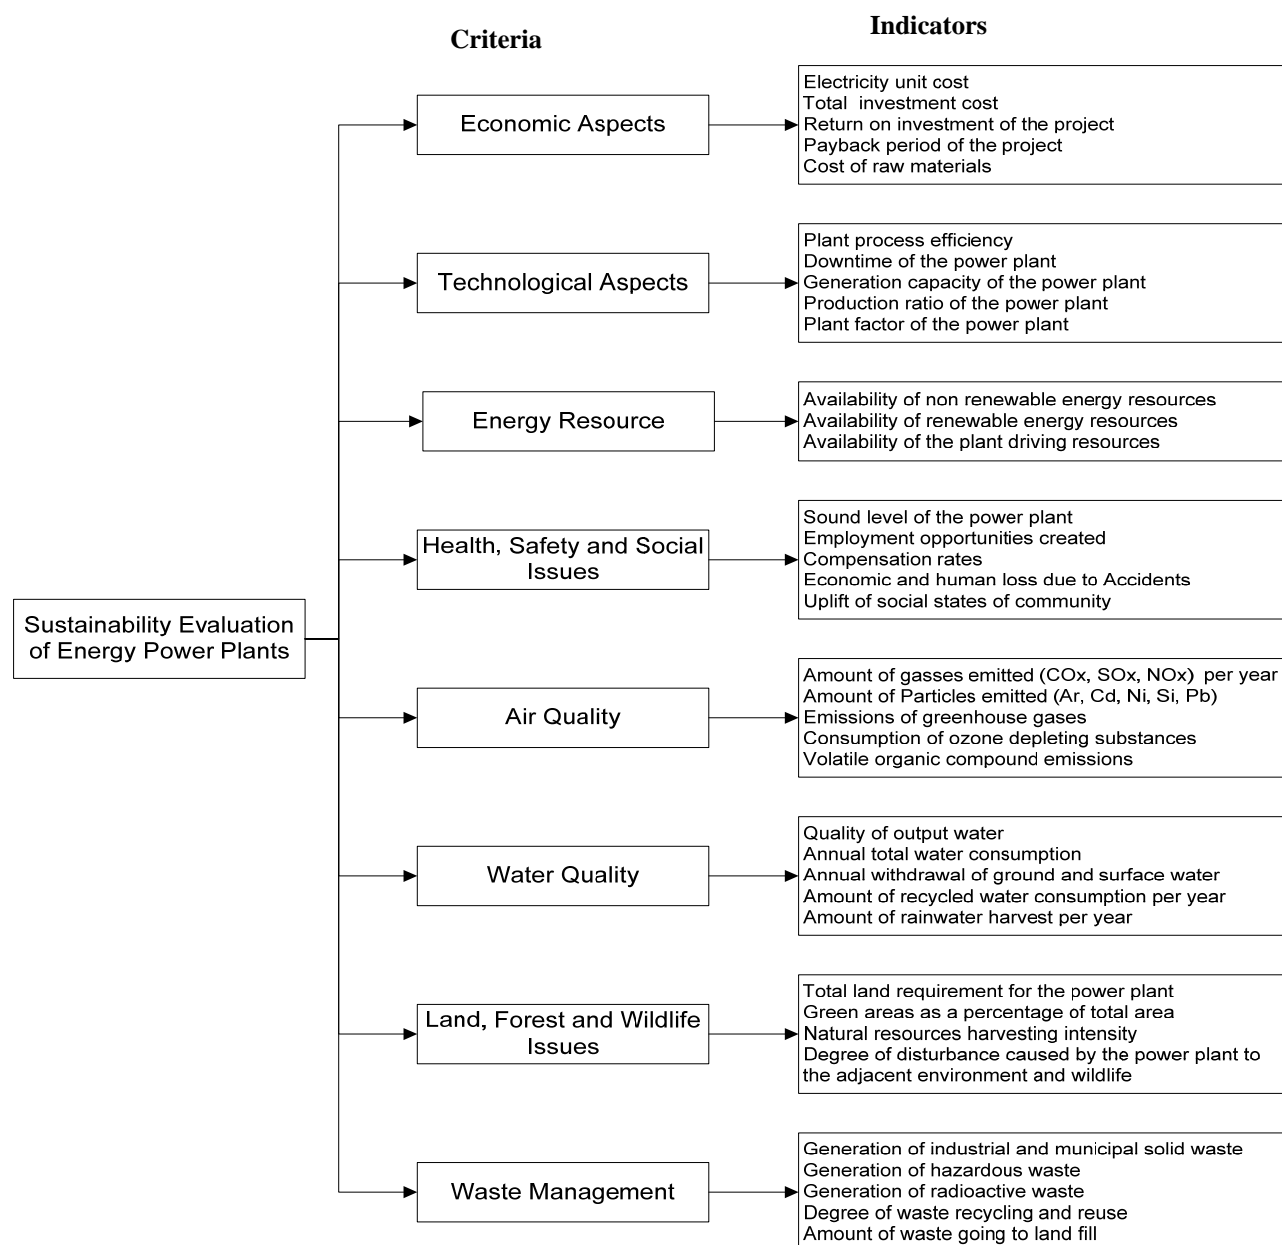 Criteria
Indicators
Sustainability Evaluation
of Energy Power Plants
Economic Aspects
Electricity unit cost
Total investment cost
Return on investment of the project
Payback period of the project
Cost of raw materials
Technological Aspects
Plant process efficiency
Downtime of the power plant
Generation capacity of the power plant
Production ratio of the power plant
Plant factor of the power plant
Energy Resource
Availability of non renewable energy resources
Availability of renewable energy resources
Availability of the plant driving resources
Health, Safety and Social
Issues
Sound level of the power plant
Employment opportunities created
Compensation rates
Economic and human loss due to Accidents
Uplift of social states of community
Air Quality
Amount of gasses emitted (COx, SOx, NOx) per year
Amount of Particles emitted (Ar, Cd, Ni, Si, Pb)
Emissions of greenhouse gases
Consumption of ozone depleting substances
Volatile organic compound emissions
Water Quality
Quality of output water
Annual total water consumption
Annual withdrawal of ground and surface water
Amount of recycled water consumption per year
Amount of rainwater harvest per year
Land, Forest and Wildlife
Issues
Total land requirement for the power plant
Green areas as a percentage of total area
Natural resources harvesting intensity
Degree of disturbance caused by the power plant to
the adjacent environment and wildlife
Waste Management
Generation of industrial and municipal solid waste
Generation of hazardous waste
Generation of radioactive waste
Degree of waste recycling and reuse
Amount of waste going to land fill